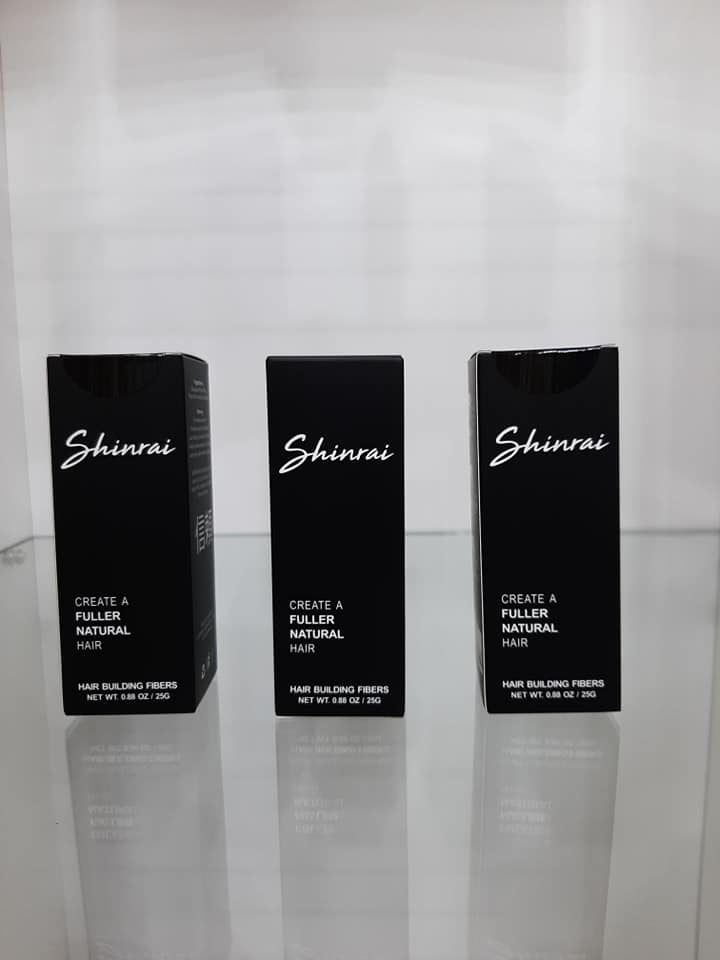 Shinrai
CREATE A
FULLER
NATURAL
HAIR
HAIR BUILDING FIBERS
NET WT. 0.88 OZ / 25G
Shinrai
CREATE A
FULLER
NATURAL
HAIR
HAIR BUILDING FIBERS
NET WT. 0.88 OZ / 25G
Shinrai
CREATE A
FULLER
NATURAL
HAIR
HAIR BUILDING FIBERS
NET WT. 0.88 OZ / 25G